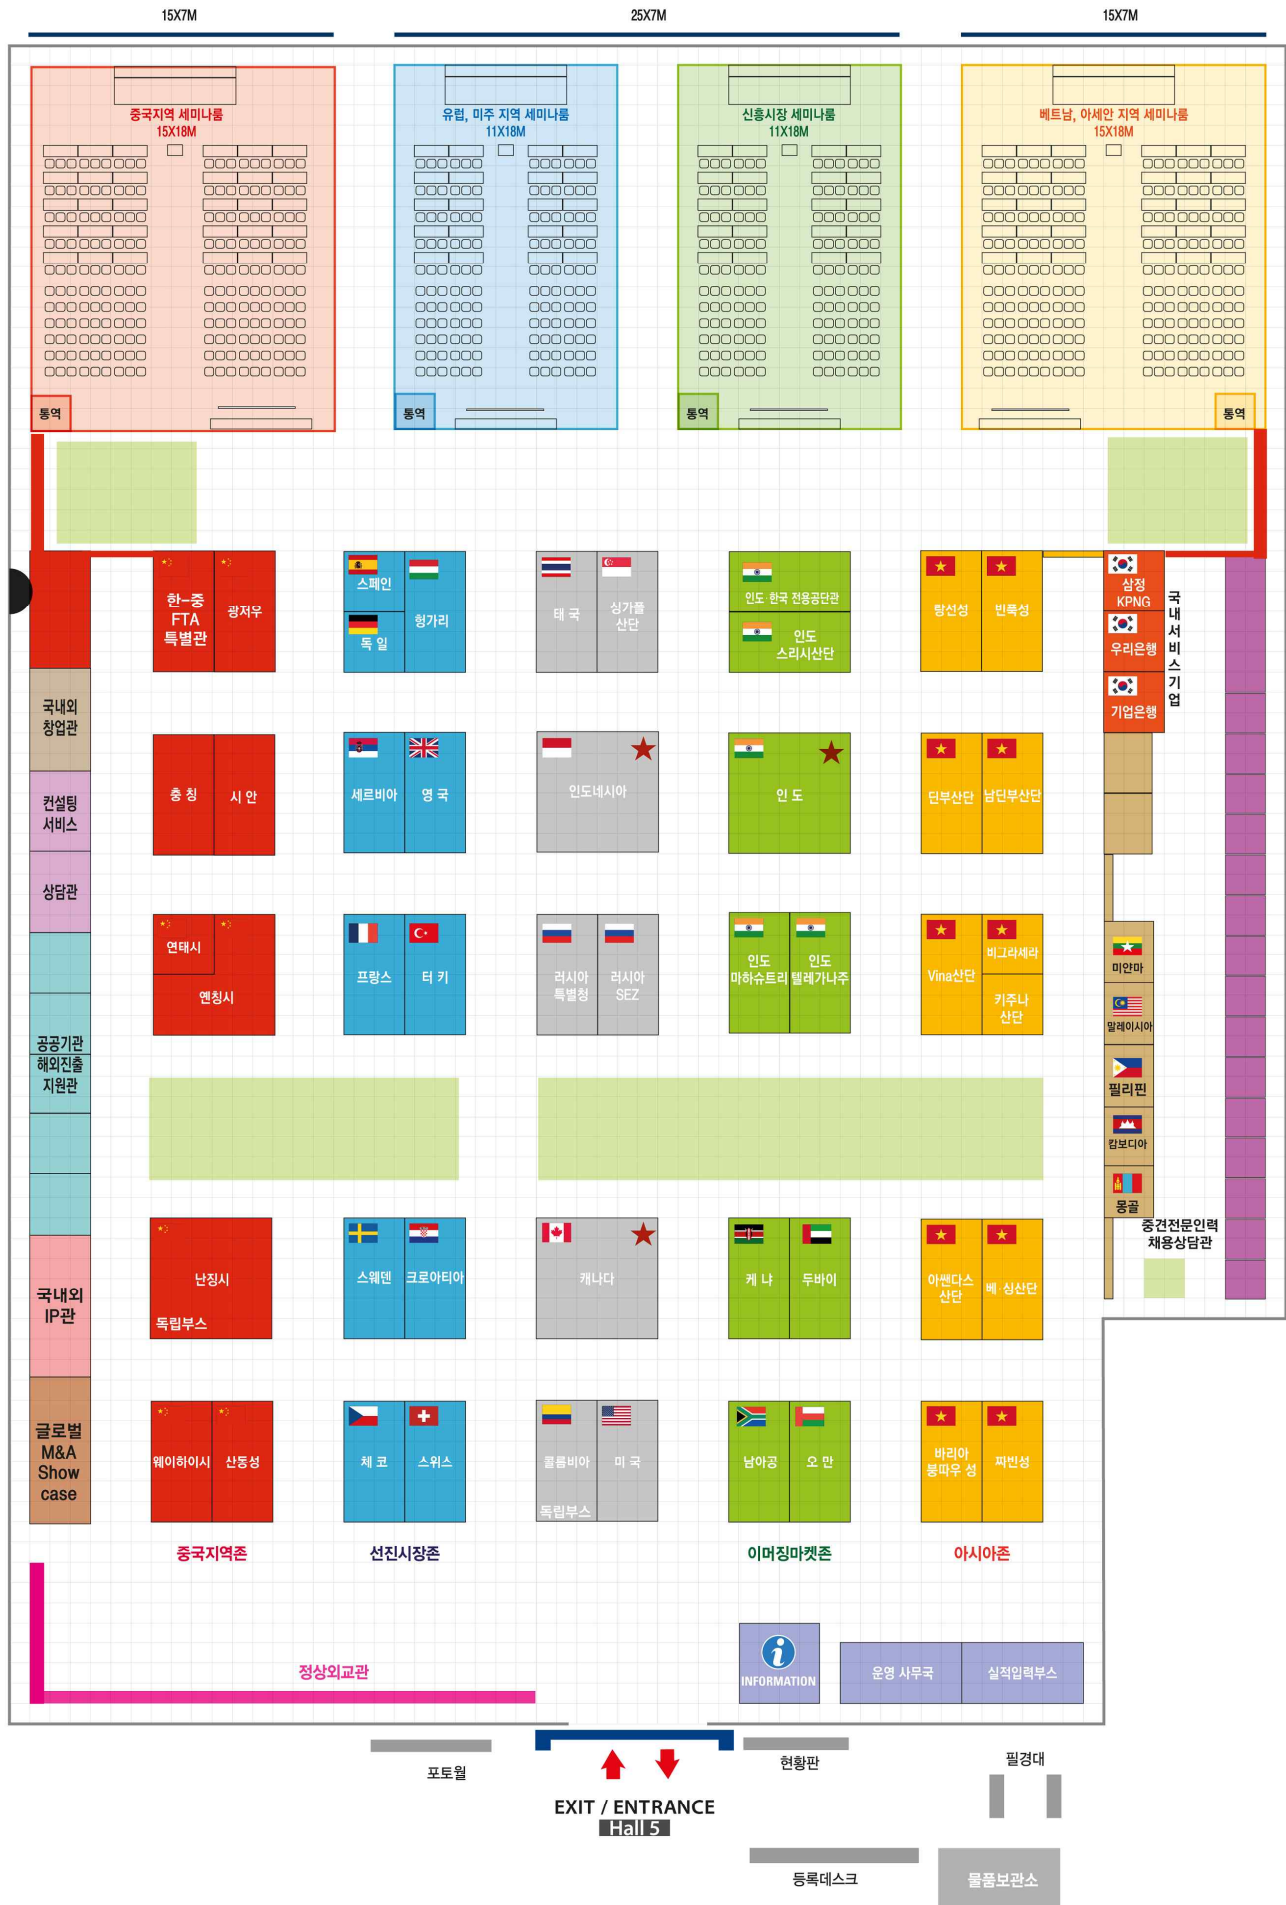 15X7M
25X7M
15X7M
중국지역 세미나룸
15X18M
유럽, 미주 지역 세미나룸
11X18M
신흥시장 세미나룸
11X18M
베트남, 아세안 지역 세미나룸
15X18M
통역
통역
통역
통역
한-중
FTA
특별관
광저우
스페인
독 일
헝가리
태 국
싱가폴
산단
인도·한국 전용공단관
인도
스리시산단
랑선성
빈푹성
삼정
KPNG
우리은행
기업은행
국내서비스기업
국내외
창업관
컨설팅
서비스
상담관
공공기관
해외진출
지원관
국내외
IP관
글로벌
M&A
Show
case
충 칭
시 안
세르비아
영 국
인도네시아
인 도
딘부산단
남딘부산단
연태시
옌칭시
프랑스
터 키
러시아
특별청
러시아
SEZ
인도
마하슈트리
인도
텔레가나주
Vina산단
비그라세라
키주나
산단
미얀마
말레이시아
필리핀
캄보디아
몽골
중견전문인력
채용상담관
난징시
독립부스
스웨덴
크로아티아
캐나다
케 냐
두바이
아쎈다스
산단
베·싱산단
웨이하이시
산동성
체 코
스위스
콜롬비아
독립부스
미 국
남아공
오 만
바리아
붕따우 성
짜빈성
중국지역존
선진시장존
이머징마켓존
아시아존
정상외교관
INFORMATION
운영 사무국
실적입력부스
포토월
현황판
필경대
EXIT / ENTRANCE
Hall 5
등록데스크
물품보관소